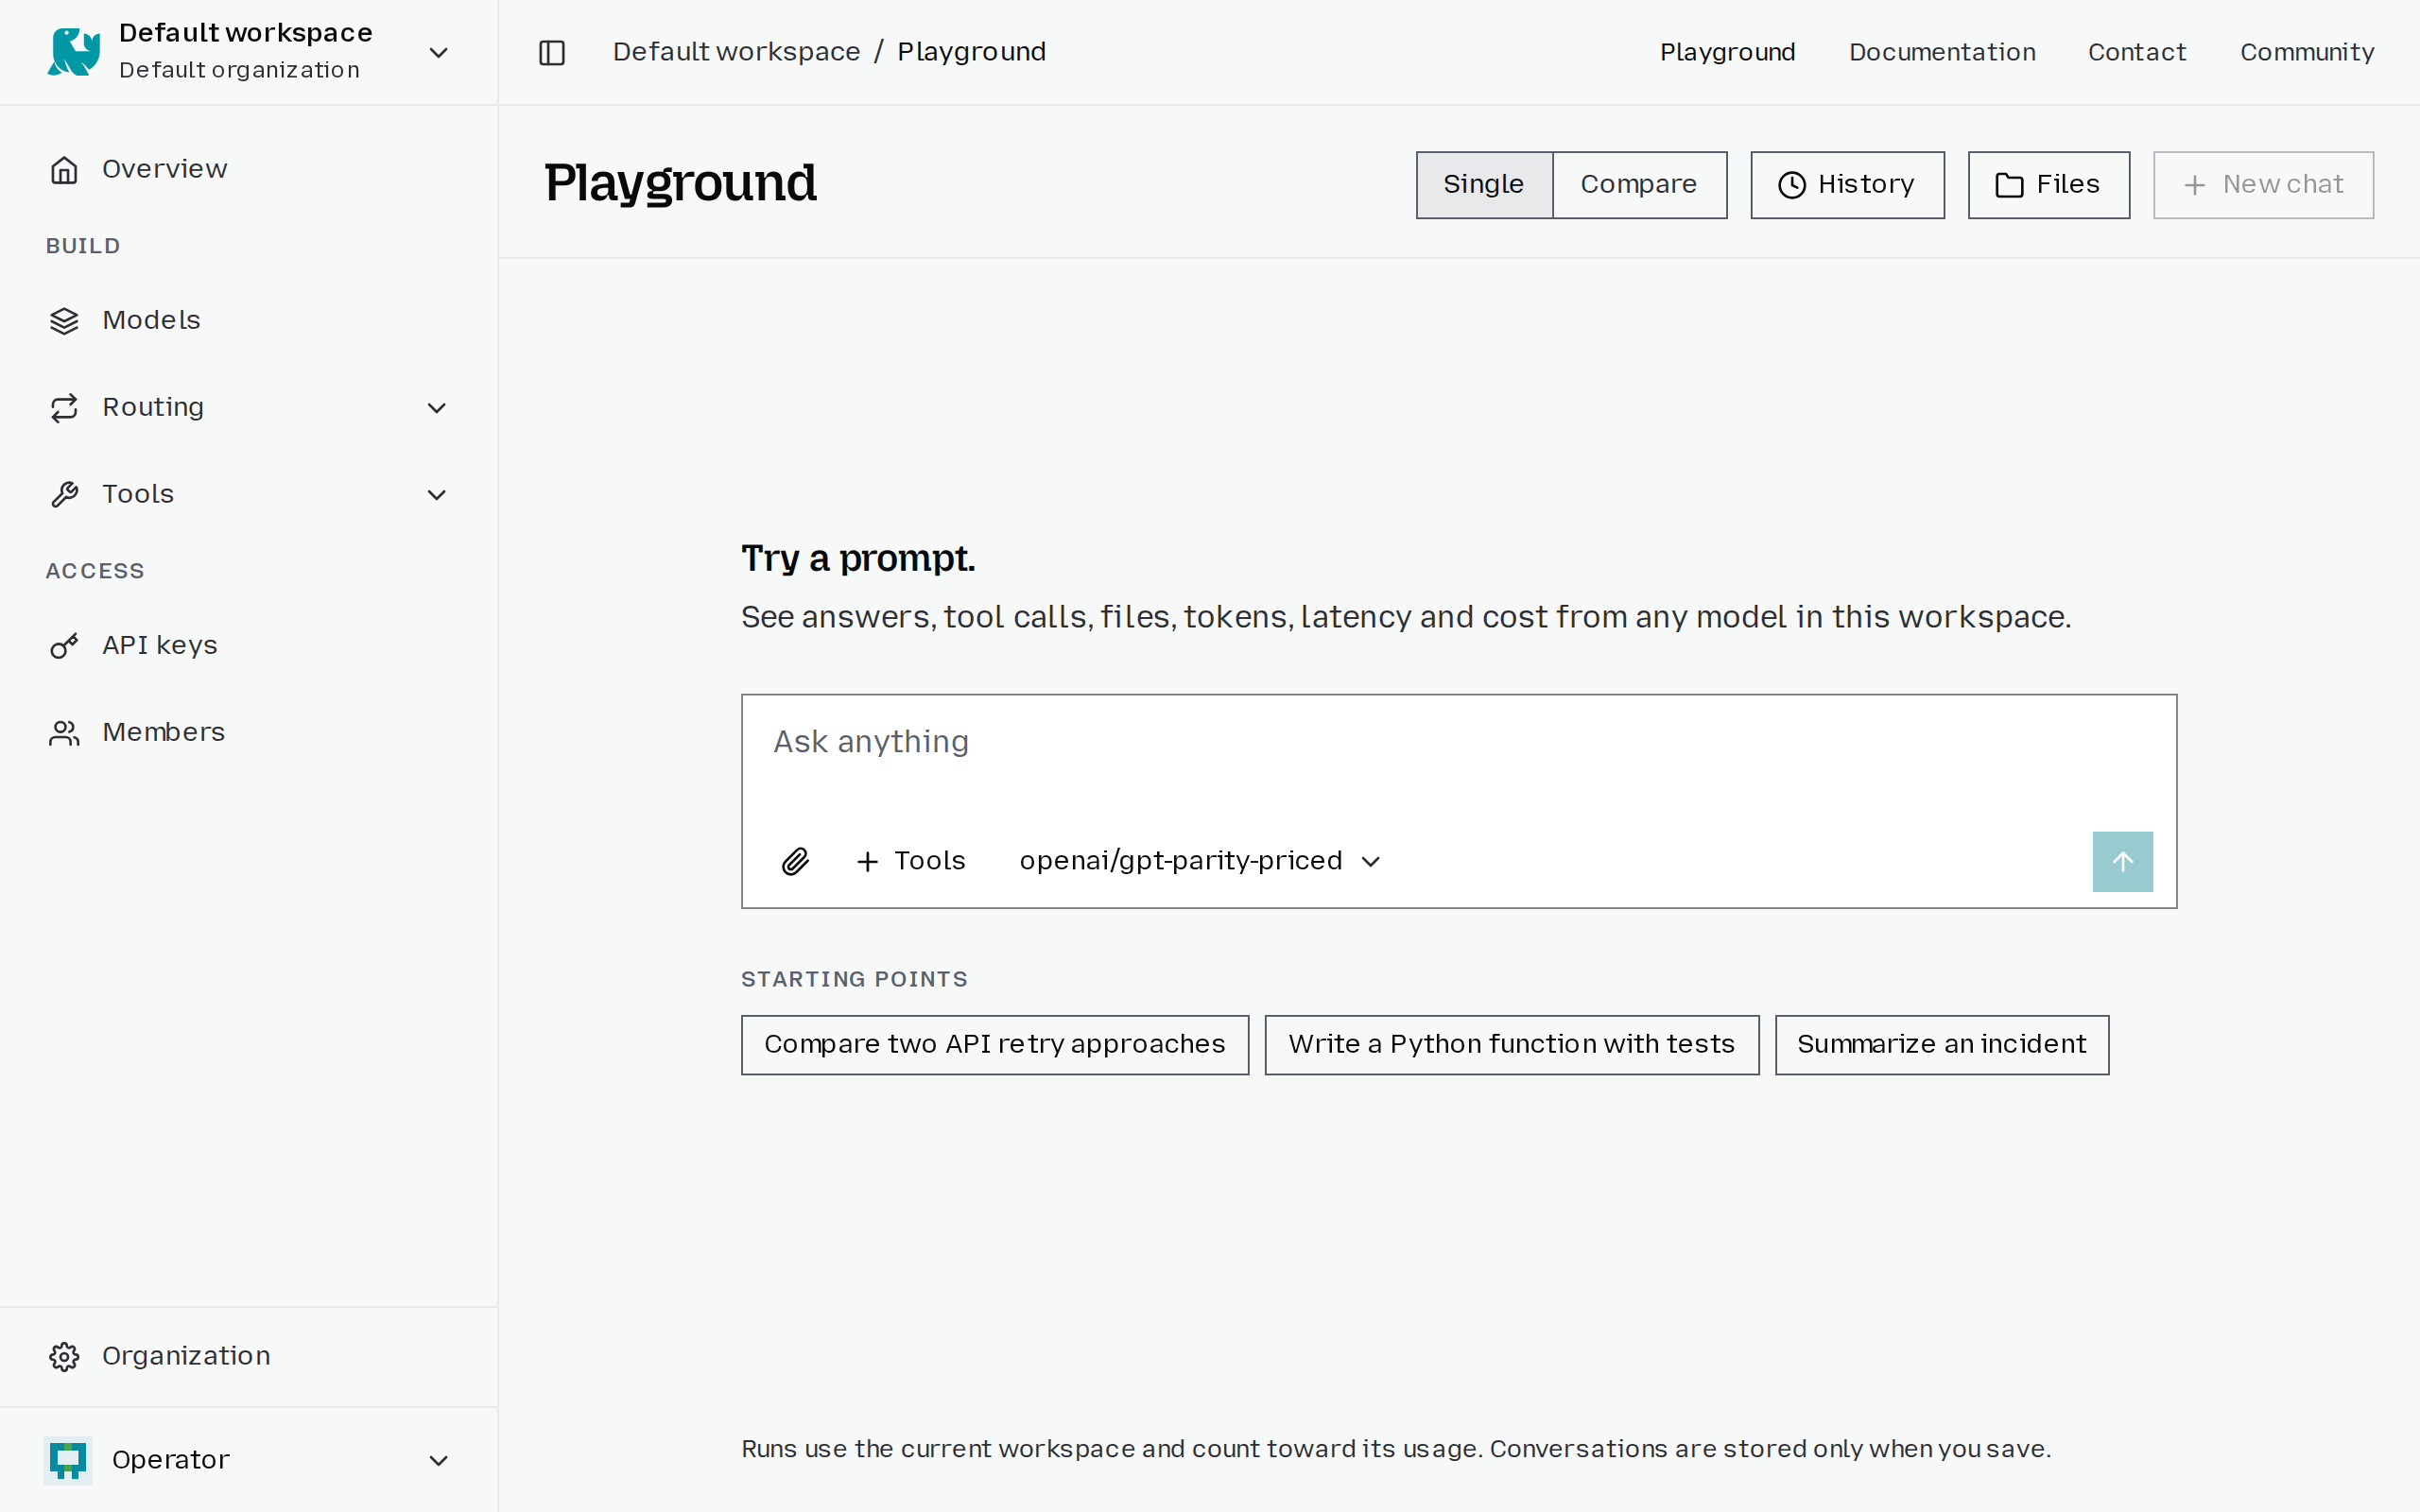 Default workspace
Default organization
Default workspace / Playground
Playground
Documentation
Contact
Community
Overview
BUILD
Models
Routing
Tools
ACCESS
API keys
Members
Organization
Operator
Playground
Single
Compare
History
Files
New chat
Try a prompt.
See answers, tool calls, files, tokens, latency and cost from any model in this workspace.
Ask anything
Tools
openai/gpt-parity-priced
STARTING POINTS
Compare two API retry approaches
Write a Python function with tests
Summarize an incident
Runs use the current workspace and count toward its usage. Conversations are stored only when you save.